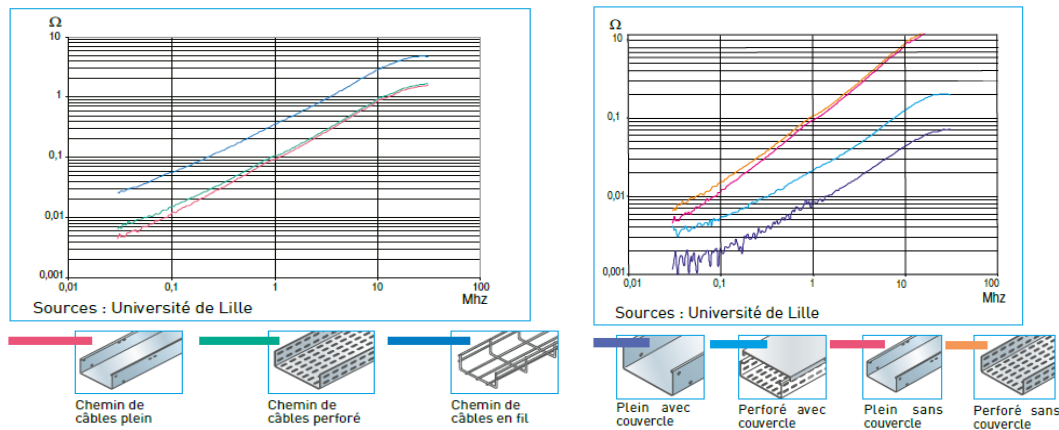 Ω
10
1
0,1
0,01
0,001
0,01
0,1
1
10
100
Mhz
Sources : Université de Lille
Chemin de
câbles plein
Chemin de
câbles perforé
Chemin de
câbles en fil
Ω
10
0,1
0,01
0,001
0,01
0,1
1
10
100
Mhz
Sources : Université de Lille
Plein avec
couvercle
Perforé avec
couvercle
Plein sans
couvercle
Perforé sans
couvercle